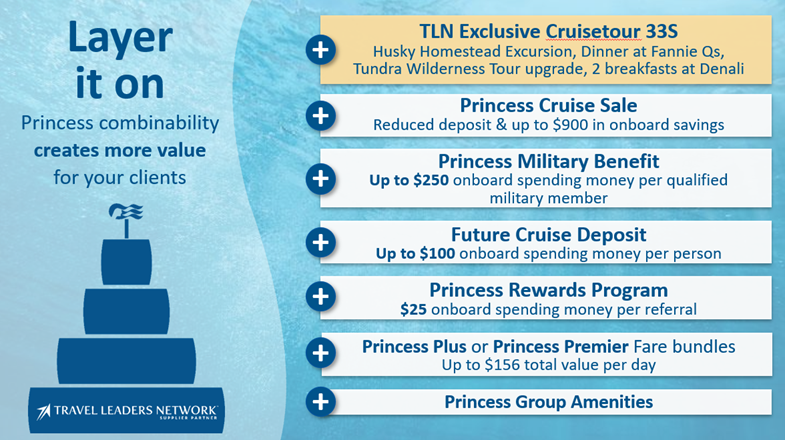 Layer
it on
Princess combinability
creates more value
for your clients
TRAVEL LEADERS NETWORK
SUPPLIER PARTNER
TLN Exclusive Cruisetour 33S
Husky Homestead Excursion, Dinner at Fannie Qs,
Tundra Wilderness Tour upgrade, 2 breakfasts at Denali
Princess Cruise Sale
Reduced deposit & up to $900 in onboard savings
Princess Military Benefit
Up to $250 onboard spending money per qualified
military member
Future Cruise Deposit
Up to $100 onboard spending money per person
Princess Rewards Program
$25 onboard spending money per referral
Princess Plus or Princess Premier Fare bundles
Up to $156 total value per day
Princess Group Amenities